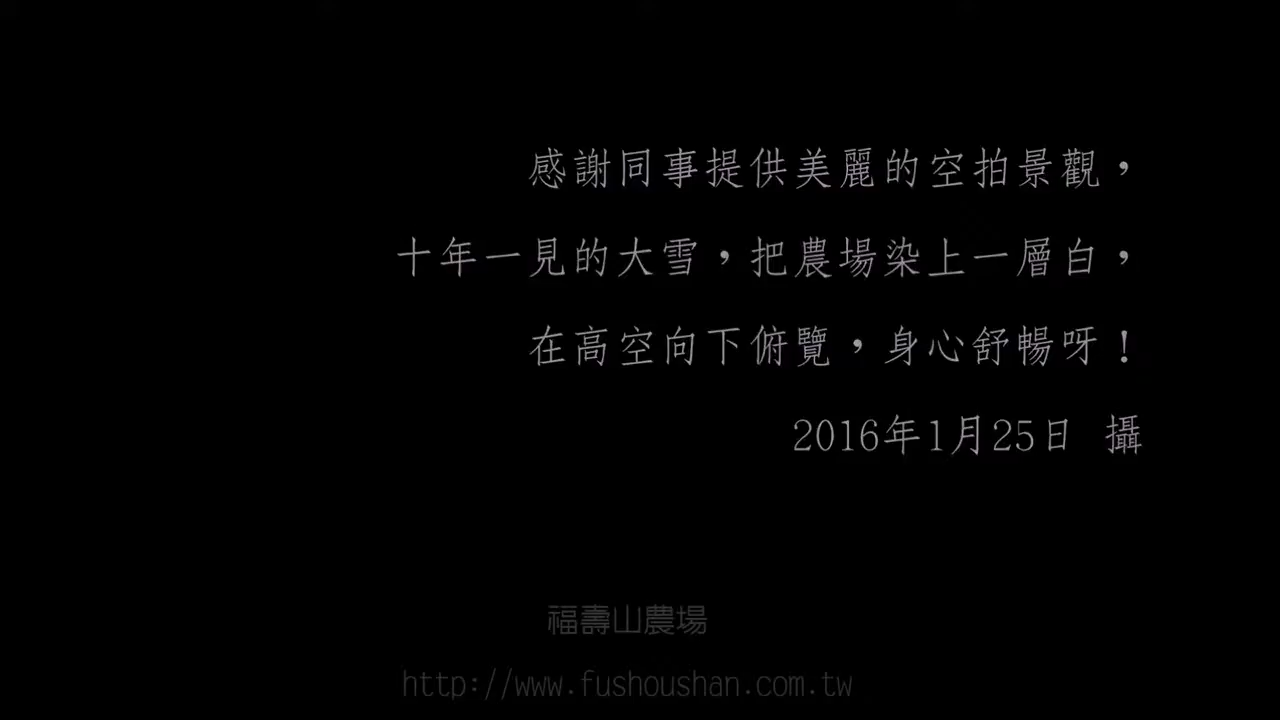 感謝同事提供美麗的空拍景觀，
十年一見的大雪，把農場染上一層白，
在高空向下俯覽，身心舒暢呀！
2016年1月25日 攝
福壽山農場
http://www.fushoushan.com.tw